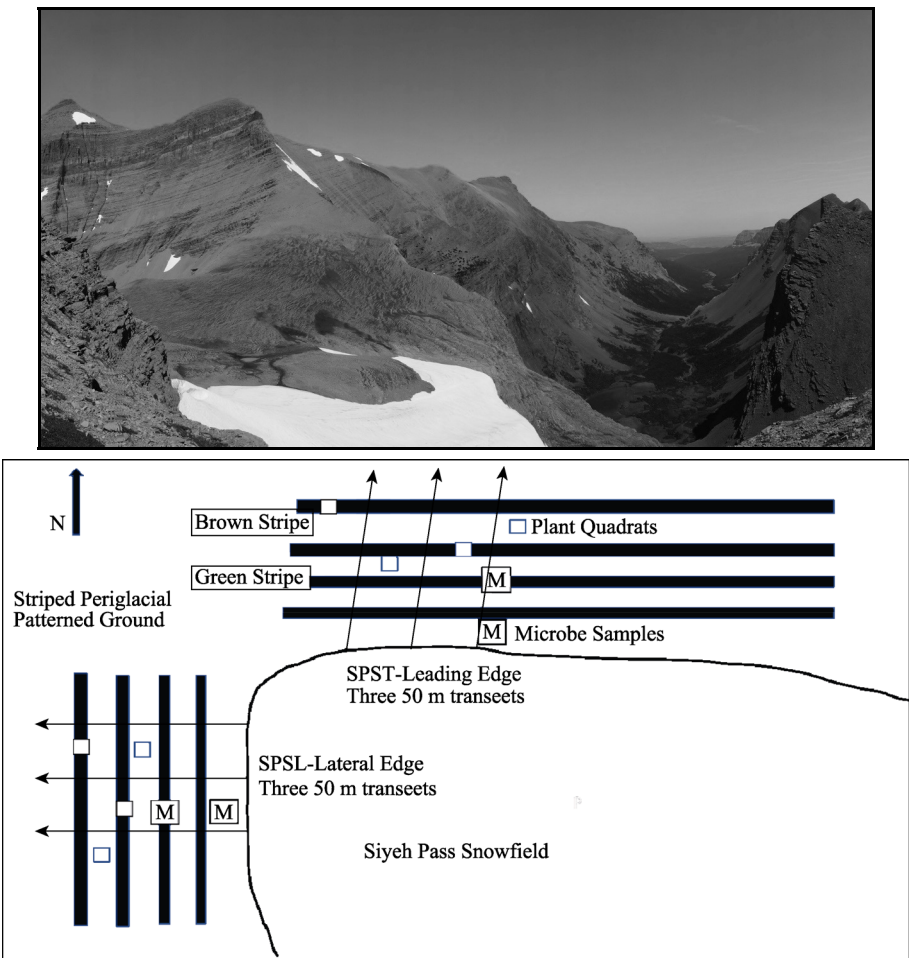 N
Brown Stripe
Plant Quadrats
Green Stripe
M
Striped Periglacial
Patterned Ground
M
Microbe Samples
SPST-Leading Edge
Three 50 m transeets
SPSL-Lateral Edge
Three 50 m transeets
M
M
Siyeh Pass Snowfield